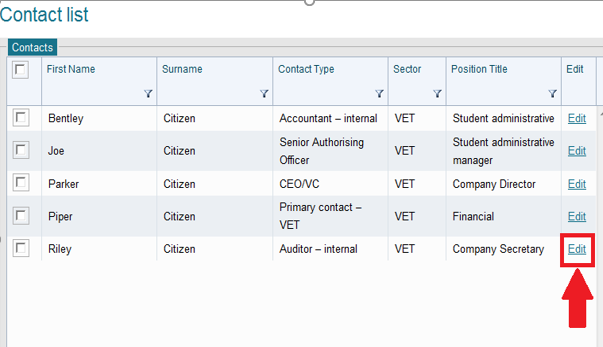 Contact list
Contacts
First Name Surname Contact Type Sector Position Title Edit
Bentley Citizen Accountant – internal VET Student administrative Edit
Joe Citizen Senior Authorising Officer VET Student administrative manager Edit
Parker Citizen CEO/VC VET Company Director Edit
Piper Citizen Primary contact – VET VET Financial Edit
Riley Citizen Auditor – internal VET Company Secretary Edit